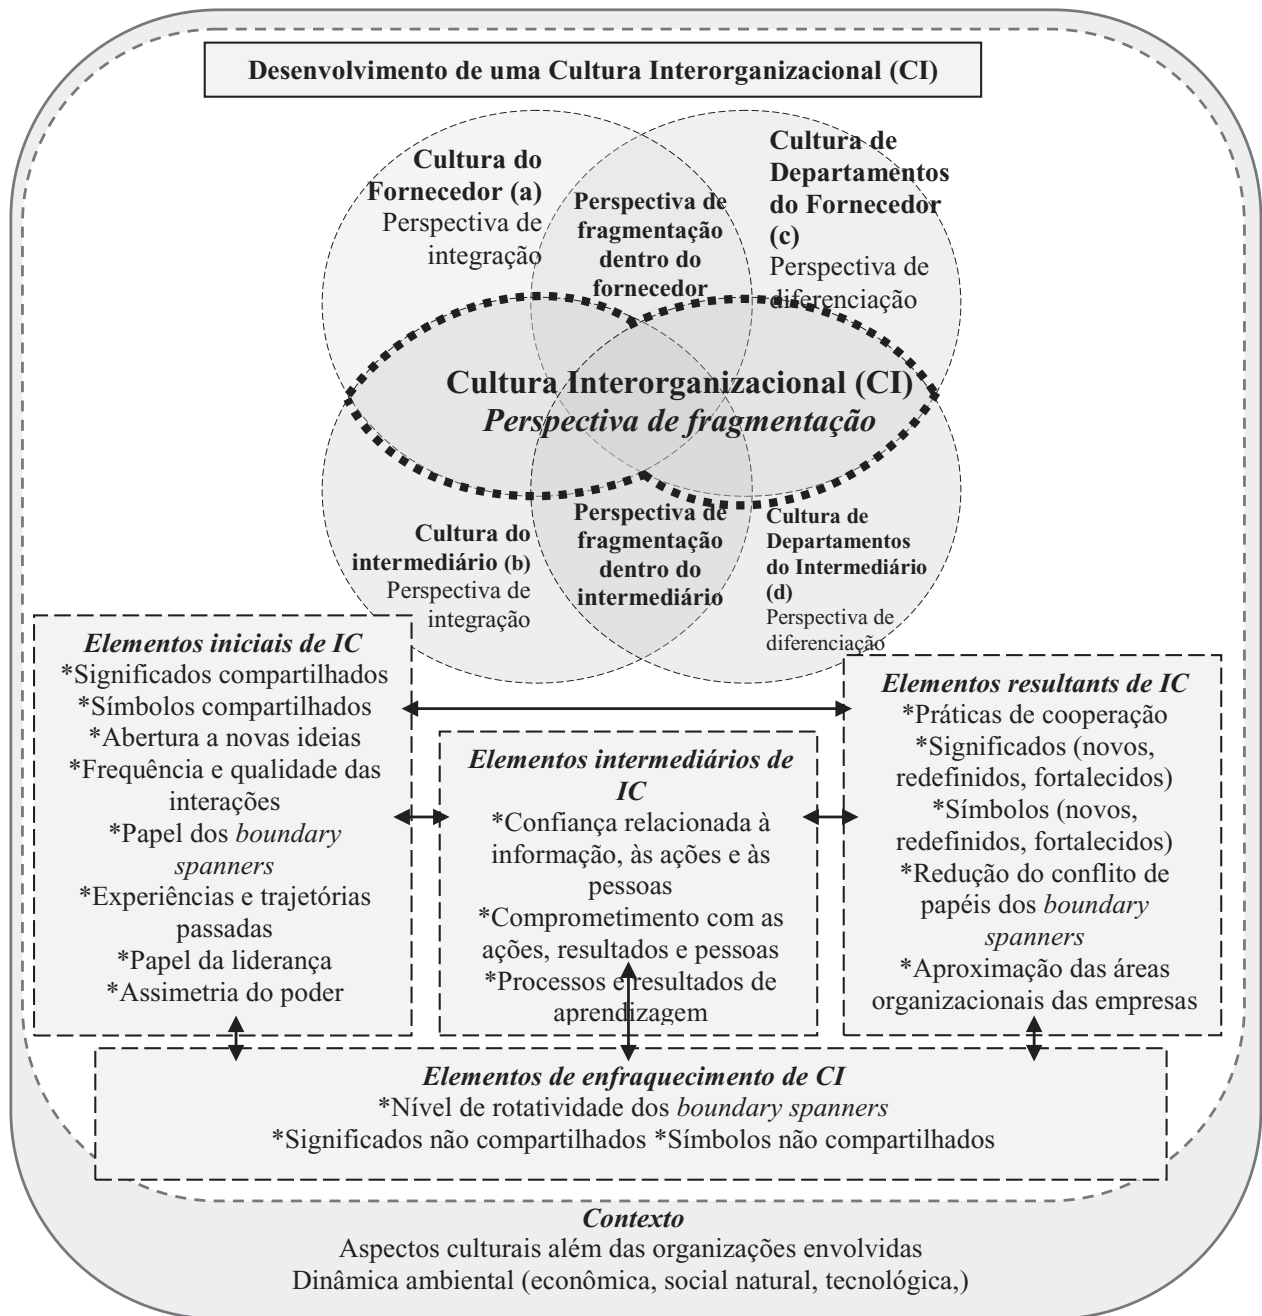 Desenvolvimento de uma Cultura Interorganizacional (CI)
Cultura do
Fornecedor (a)
Perspectiva de
integração
Perspectiva de
fragmentação
dentro do
fornecedor
Cultura de
Departamentos
do Fornecedor
(c)
Perspectiva de
diferenciação
Cultura Interorganizacional (CI)
Perspectiva de fragmentação
Cultura do
intermediário (b)
Perspectiva de
integração
Perspectiva de
fragmentação
dentro do
intermediário
Cultura de
Departamentos
do Intermediário
(d)
Perspectiva de
diferenciação
Elementos iniciais de IC
*Significados compartilhados
*Símbolos compartilhados
*Abertura a novas ideias
*Frequência e qualidade das
interações
*Papel dos boundary
spanners
*Experiências e trajetórias
passadas
*Papel da liderança
*Assimetria do poder
Elementos intermediários de
IC
*Confiança relacionada à
informação, às ações e às
pessoas
*Comprometimento com as
ações, resultados e pessoas
*Processos e resultados de
aprendizagem
Elementos resultants de IC
*Práticas de cooperação
*Significados (novos,
redefinidos, fortalecidos)
*Símbolos (novos,
redefinidos, fortalecidos)
*Redução do conflito de
papéis dos boundary
spanners
*Aproximação das áreas
organizacionais das empresas
Elementos de enfraquecimento de CI
*Nível de rotatividade dos boundary spanners
*Significados não compartilhados *Símbolos não compartilhados
Contexto
Aspectos culturais além das organizações envolvidas
Dinâmica ambiental (econômica, social natural, tecnológica,)